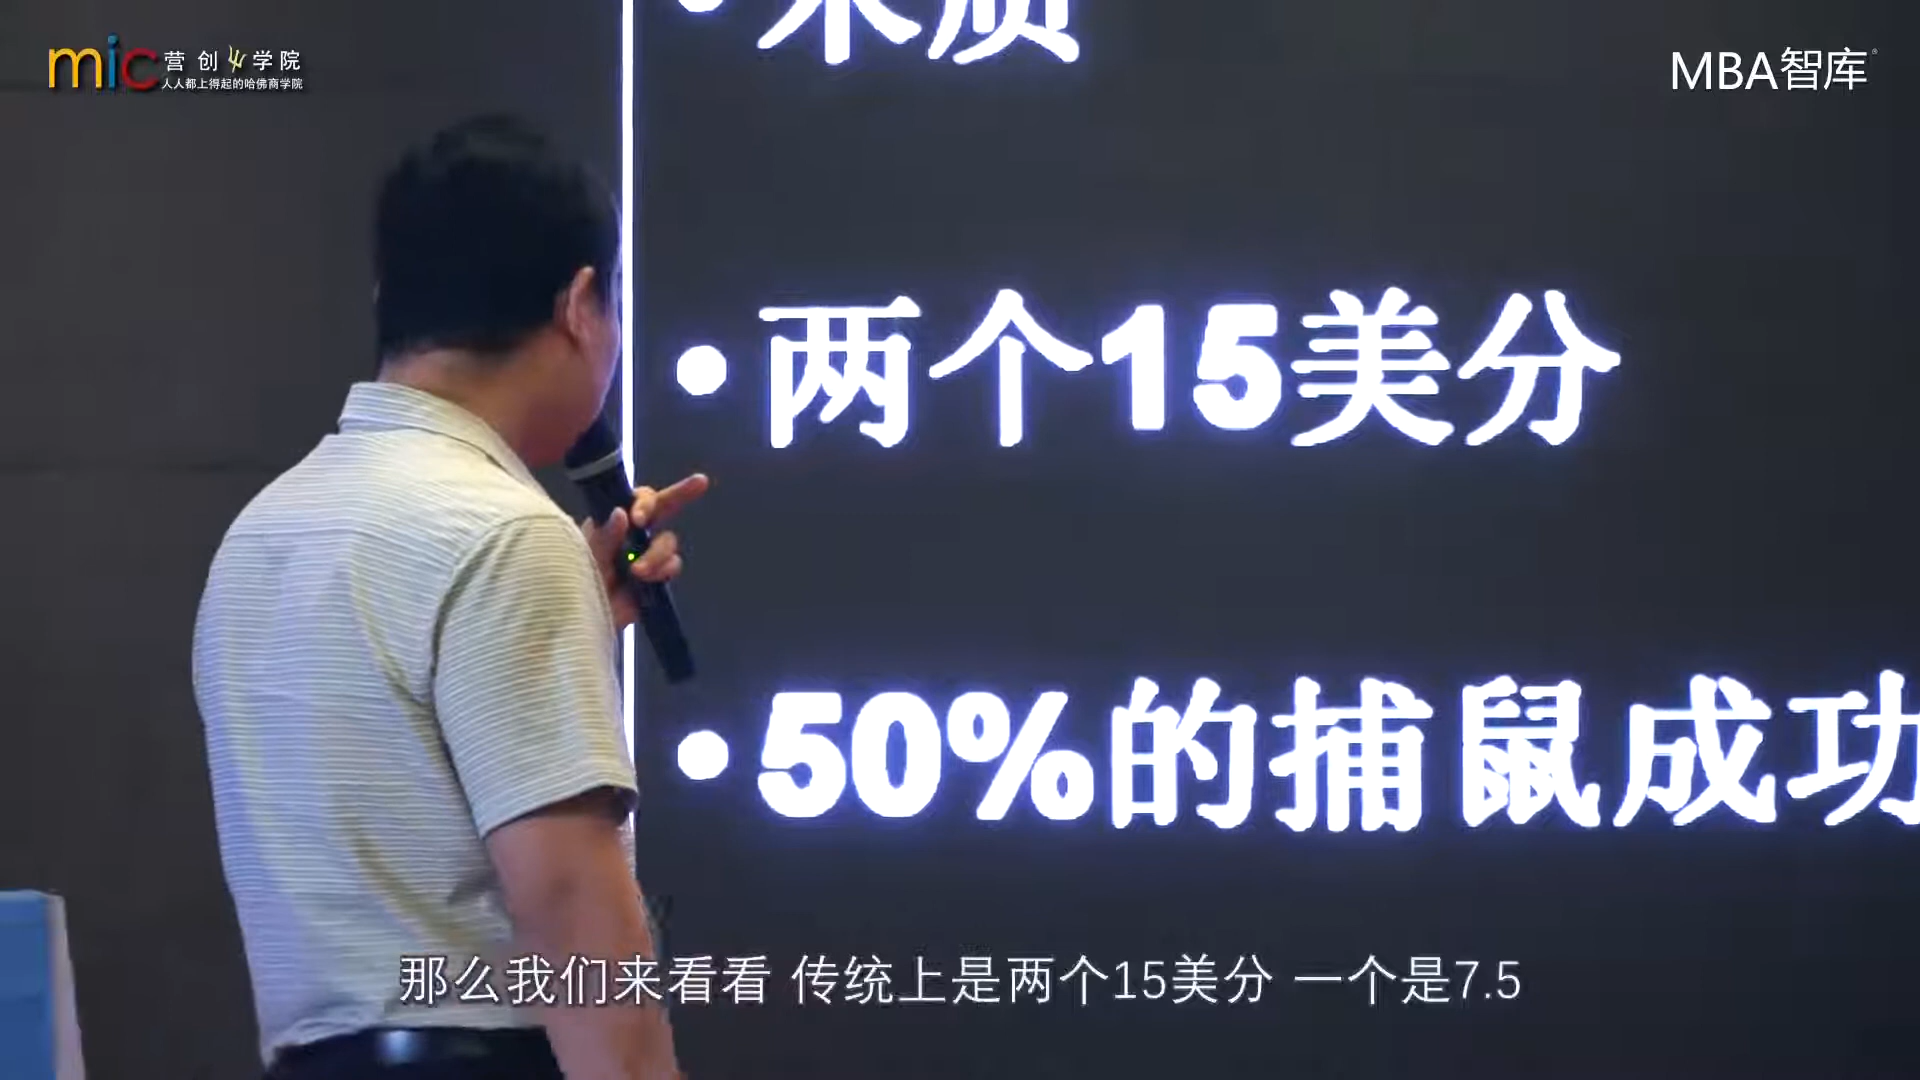 mic 营创学院
人人都上得起的哈佛商学院
MBA智库
•木质
•两个15美分
•50%的捕鼠成功
那么我们来看看 传统上是两个15美分 一个是7.5